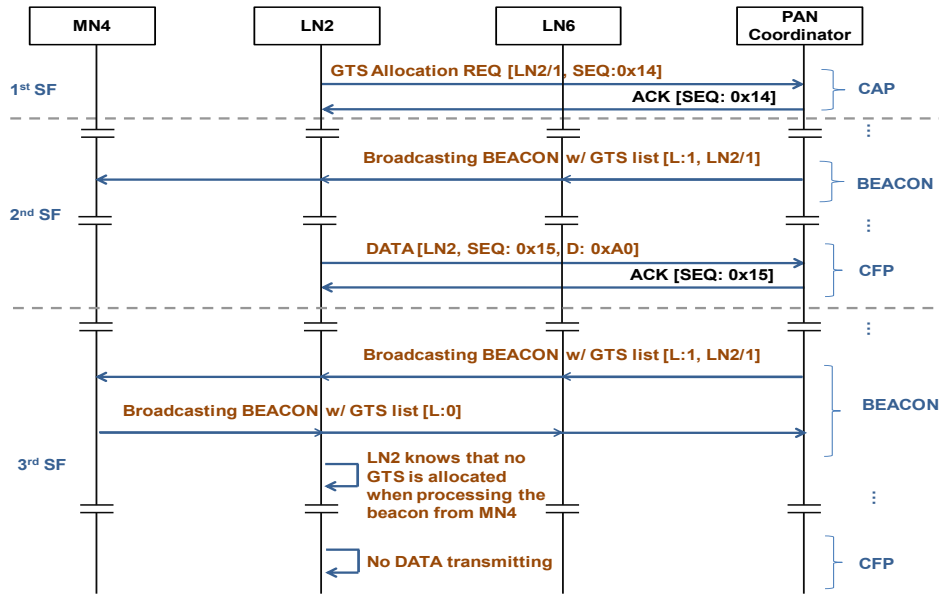 MN4
LN2
LN6
PAN
Coordinator
GTS Allocation REQ [LN2/1, SEQ:0x14]
1st SF
CAP
ACK [SEQ: 0x14]
...
Broadcasting BEACON w/ GTS list [L:1, LN2/1]
BEACON
2nd SF
...
DATA [LN2, SEQ: 0x15, D: 0xA0]
CFP
ACK [SEQ: 0x15]
...
Broadcasting BEACON w/ GTS list [L:1, LN2/1]
BEACON
Broadcasting BEACON w/ GTS list [L:0]
3rd SF
LN2 knows that no
GTS is allocated
when processing the
beacon from MN4
...
No DATA transmitting
CFP